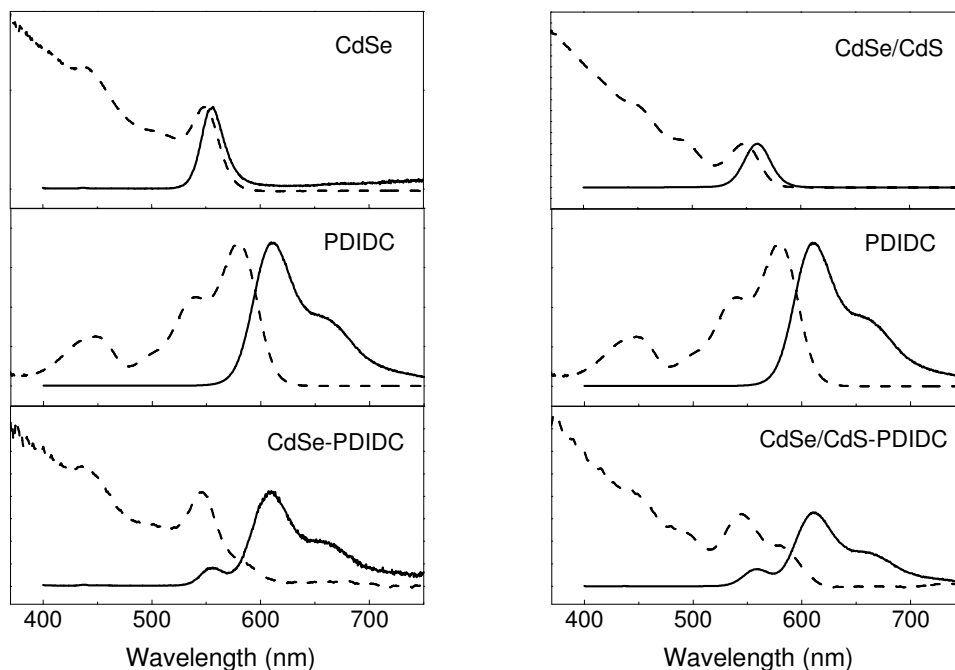 CdSe
CdSe/CdS
PDIDC
PDIDC
CdSe-PDIDC
CdSe/CdS-PDIDC
400 500 600 700
400 500 600 700
Wavelength (nm)
Wavelength (nm)